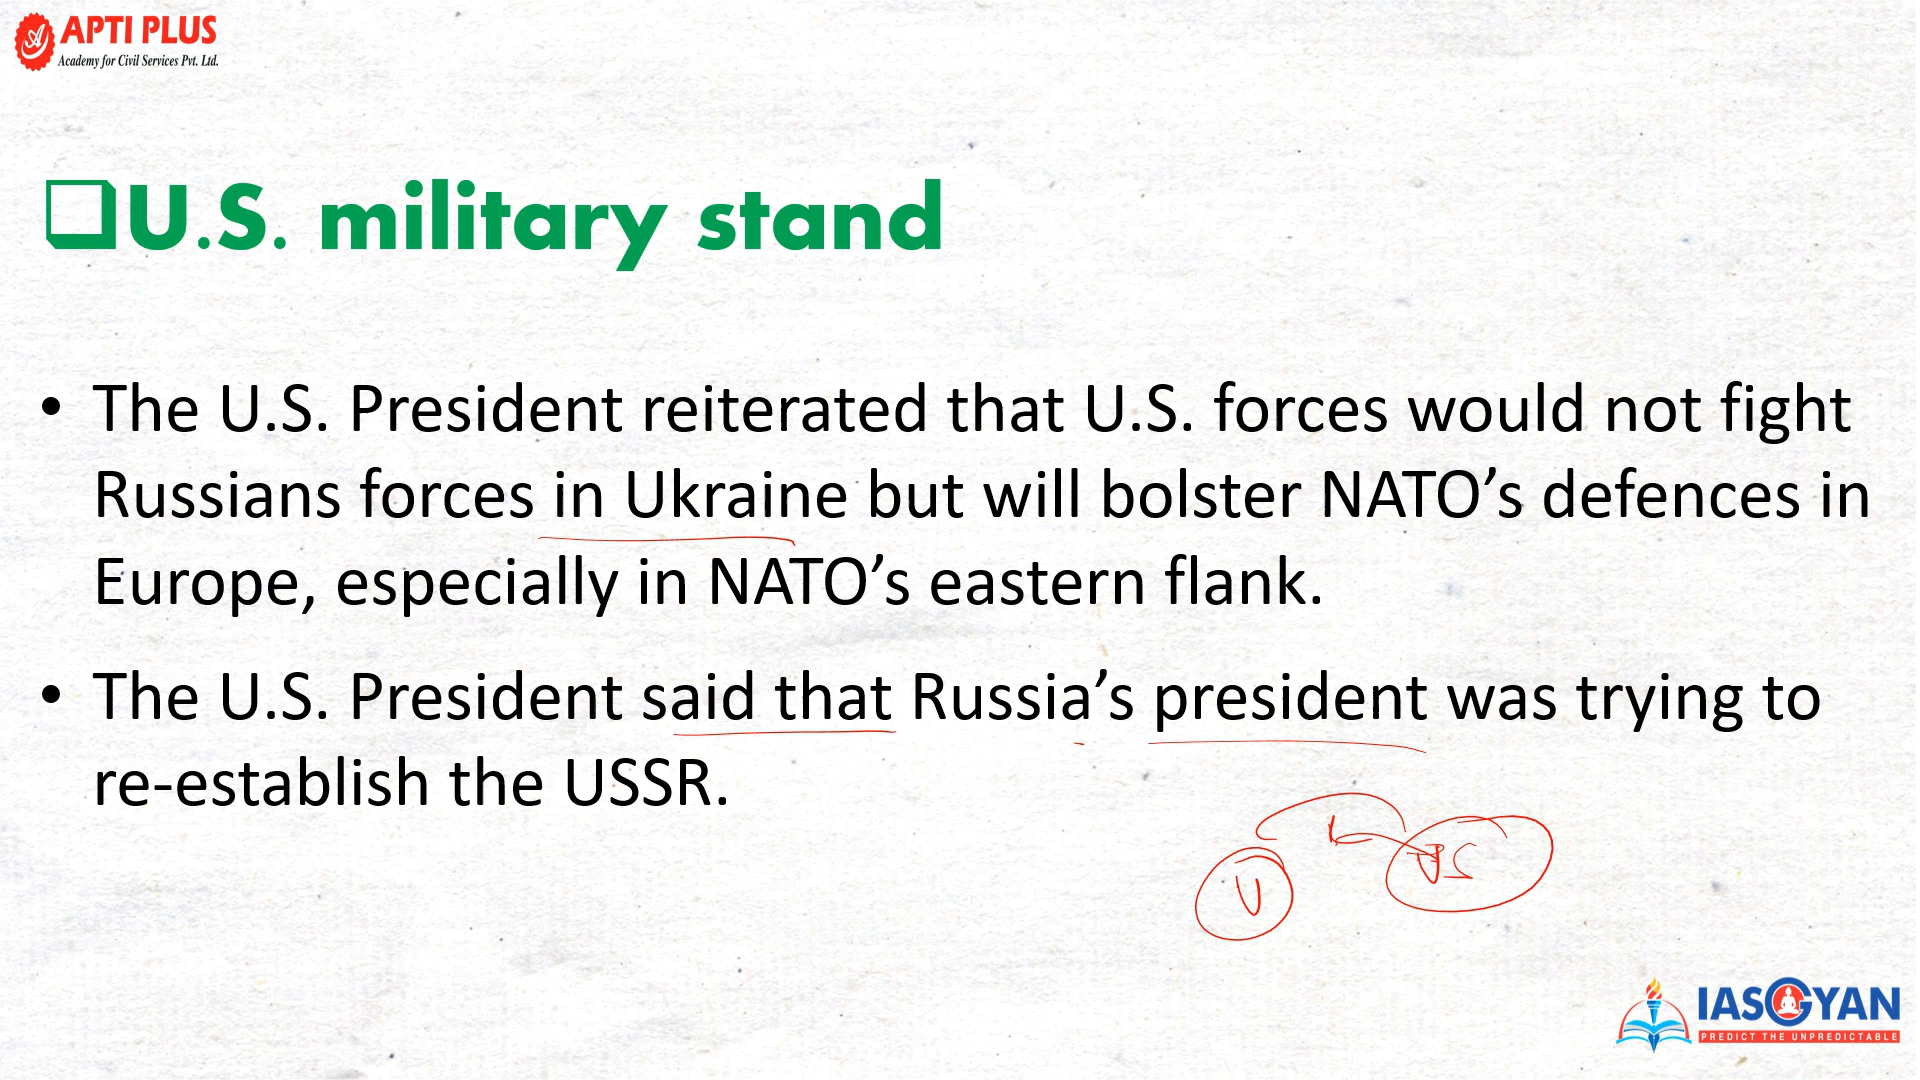 APTI PLUS
Academy for Civil Services Pvt. Ltd.
U.S. military stand
• The U.S. President reiterated that U.S. forces would not fight
Russians forces in Ukraine but will bolster NATO’s defences in
Europe, especially in NATO’s eastern flank.
• The U.S. President said that Russia’s president was trying to
re-establish the USSR.
U
US
IASGYAN
PREDICT THE UNPREDICTABLE